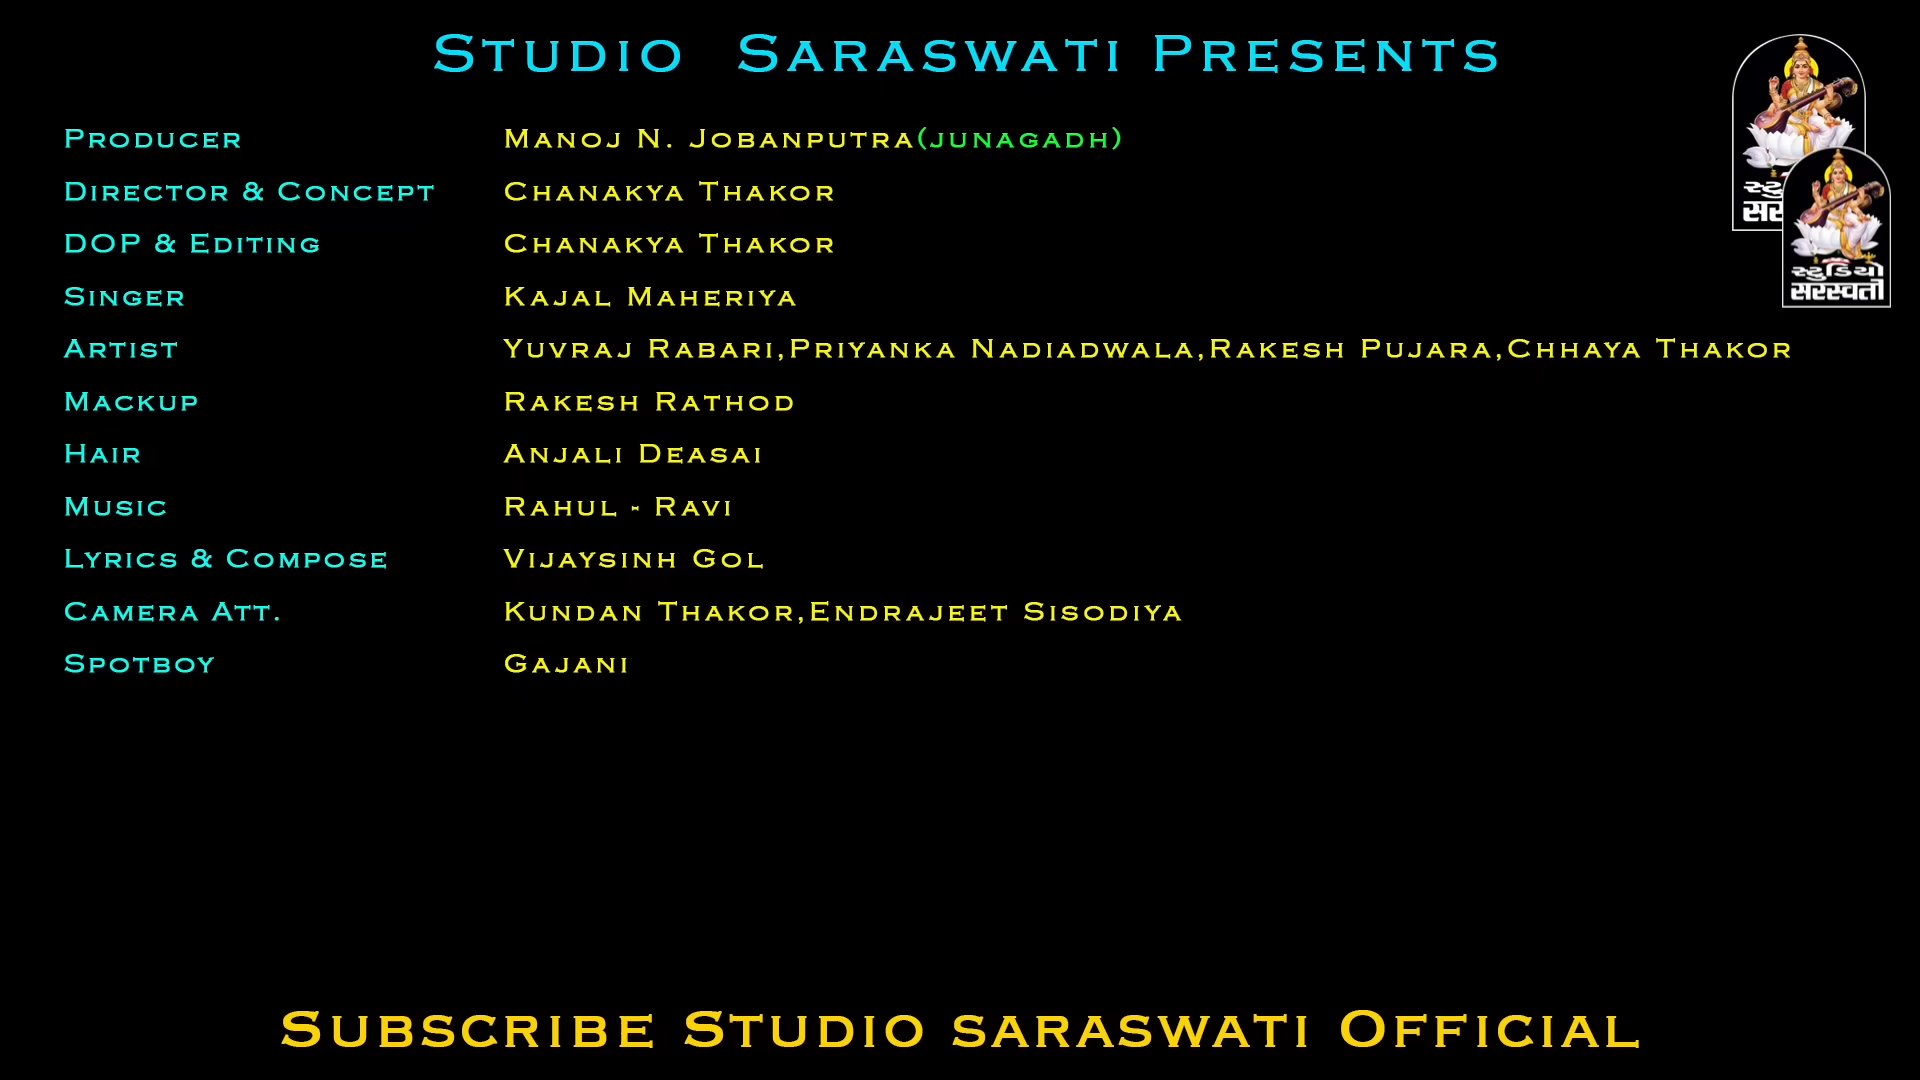 Studio Saraswati Presents
Producer Manoj N. Jobanputra(junagadh)
Director & Concept Chanakya Thakor
DOP & Editing Chanakya Thakor
Singer Kajal Maheriya
Artist Yuvraj Rabari,Priyanka Nadiadwala,Rakesh Pujara,Chhaya Thakor
Mackup Rakesh Rathod
Hair Anjali Deasai
Music Rahul - Ravi
Lyrics & Compose Vijaysinh Gol
Camera Att. Kundan Thakor,Endrajeet Sisodiya
Spotboy Gajani
સ્ટુડિયો
सरस्वती
Subscribe Studio saraswati Official